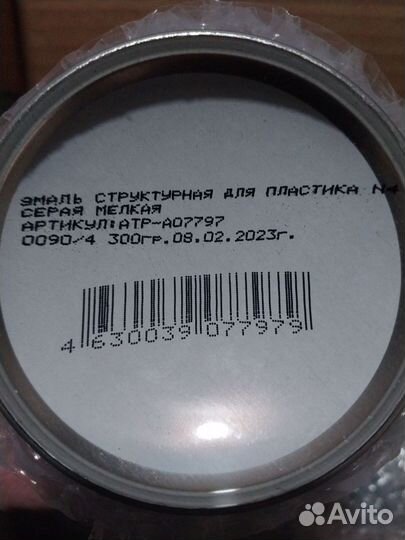 ЭМАЛЬ СТРУКТУРНАЯ ДЛЯ ПЛАСТИКА N4
СЕРАЯ МЕЛКАЯ
АРТИКУЛ:АТР-А07797
0090/4 300гр.08.02.2023г.
4 630039 077979
Avito